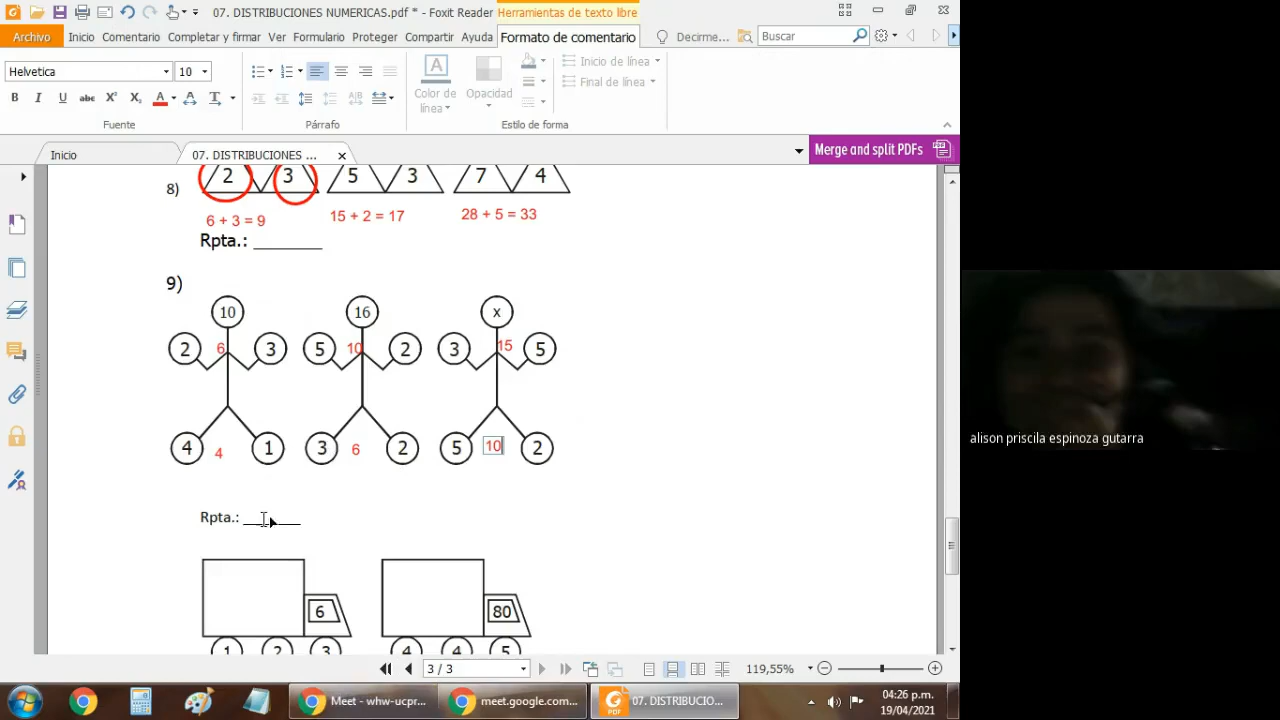 07. DISTRIBUCIONES NUMERICAS.pdf * - Foxit Reader
Herramientas de texto libre
Archivo Inicio Comentario Completar y firmar Ver Formulario Proteger Compartir Ayuda Formato de comentario Decirme... Buscar
Helvetica 10
Color de línea
Opacidad
Inicio de línea
Final de línea
Fuente Párrafo Estilo de forma
Inicio 07. DISTRIBUCIONES ... Merge and split PDFs
8) 2 3 5 3 7 4
6 + 3 = 9 15 + 2 = 17 28 + 5 = 33
Rpta.: ________
9)
10 16 x
2 6 3 5 10 2 3 15 5
4 4 1 3 6 2 5 10 2
Rpta.: _______
6 80
1 2 3 4 4 5
alison priscila espinoza gutarra
3 / 3 119,55%
Meet - whw-ucpr... meet.google.com... 07. DISTRIBUCIO...
04:26 p.m.
19/04/2021